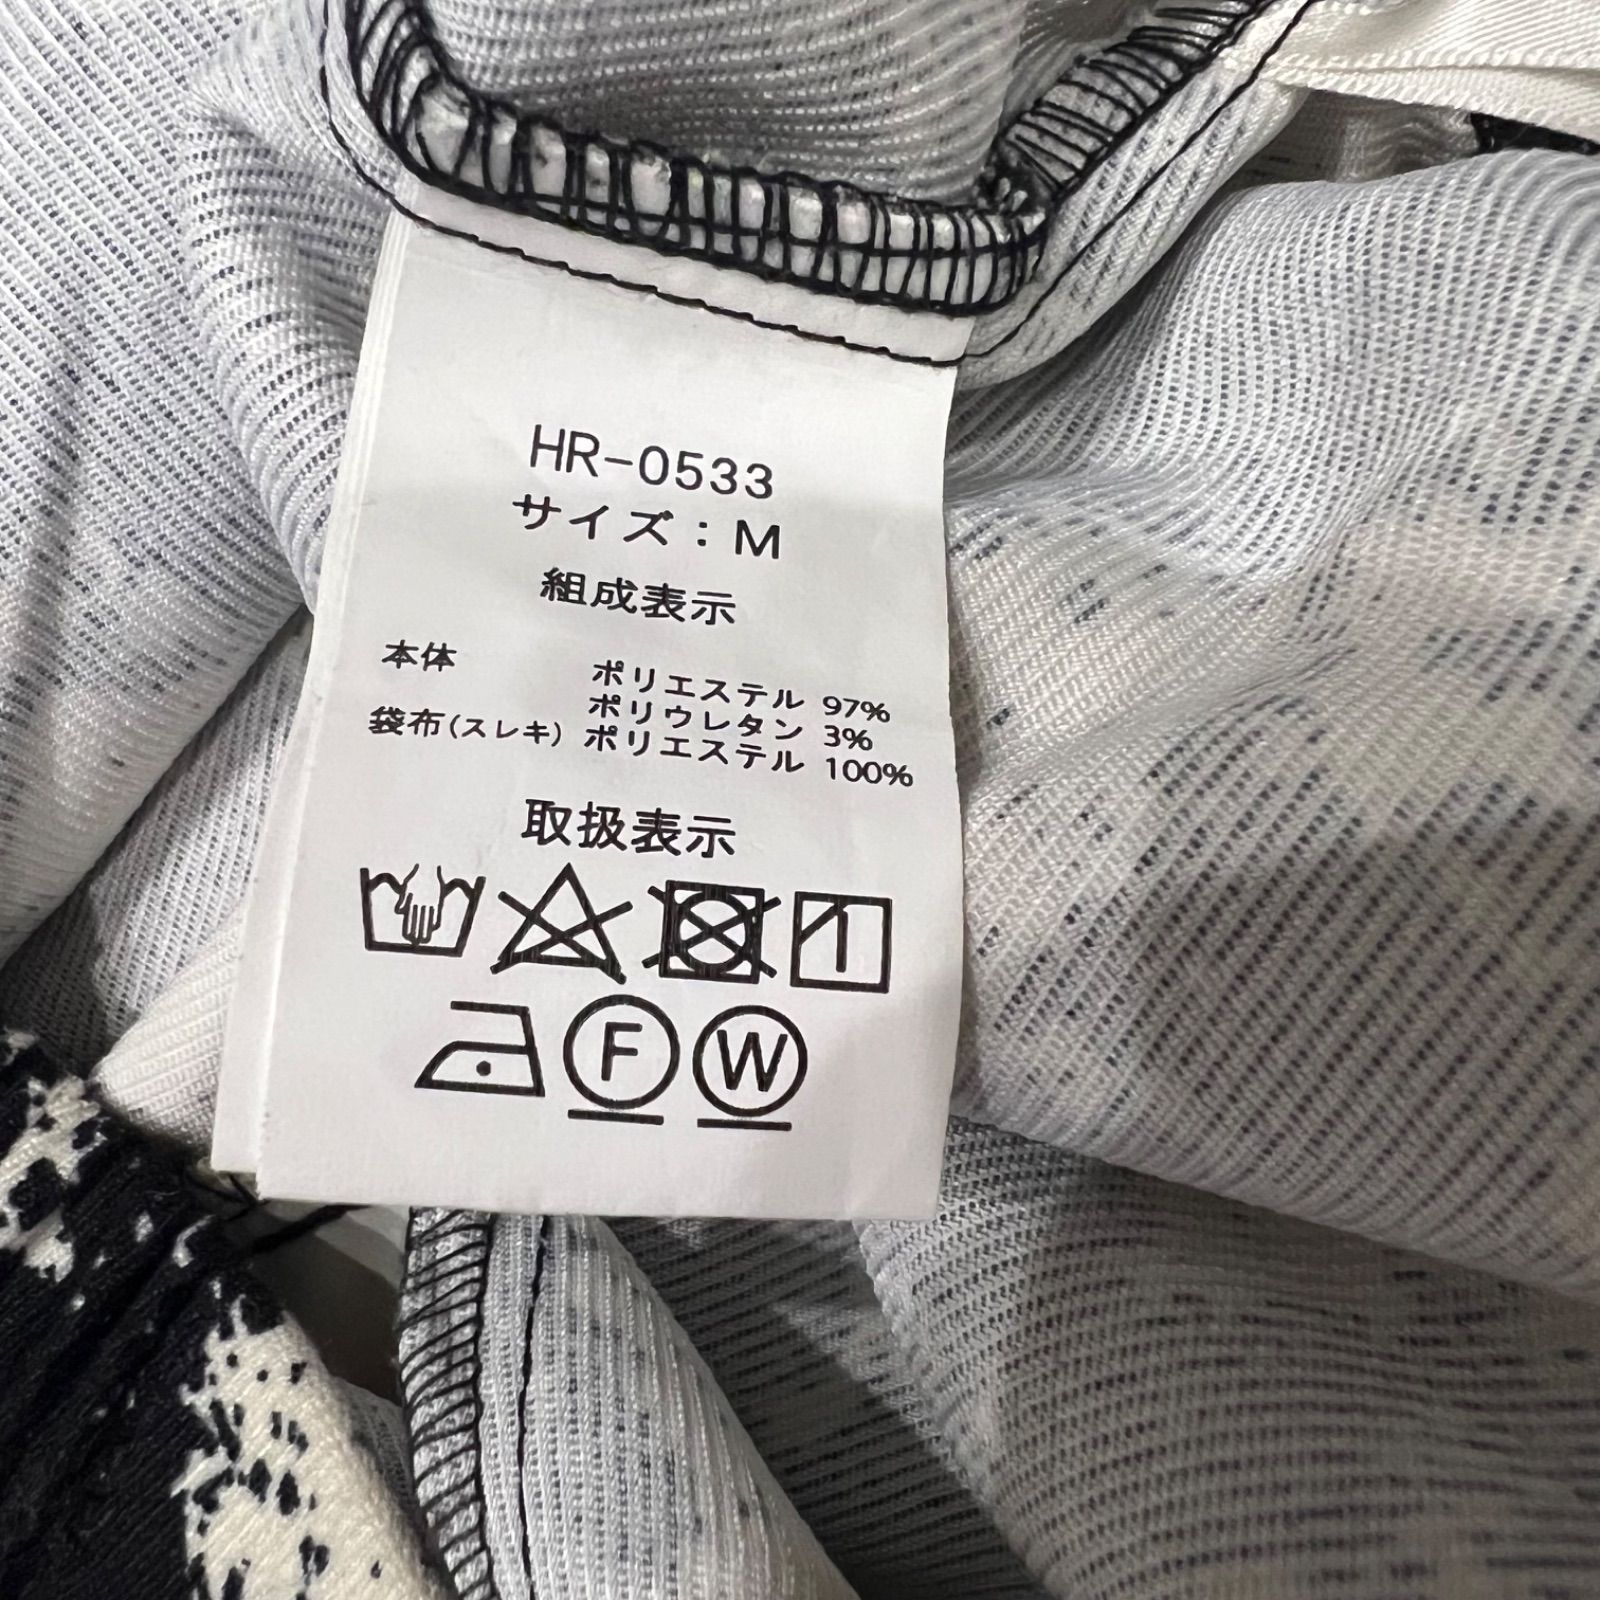 HR-0533
サイズ：M
組成表示
本体 ポリエステル 97%
ポリウレタン 3%
袋布(スレキ) ポリエステル 100%
取扱表示
F W